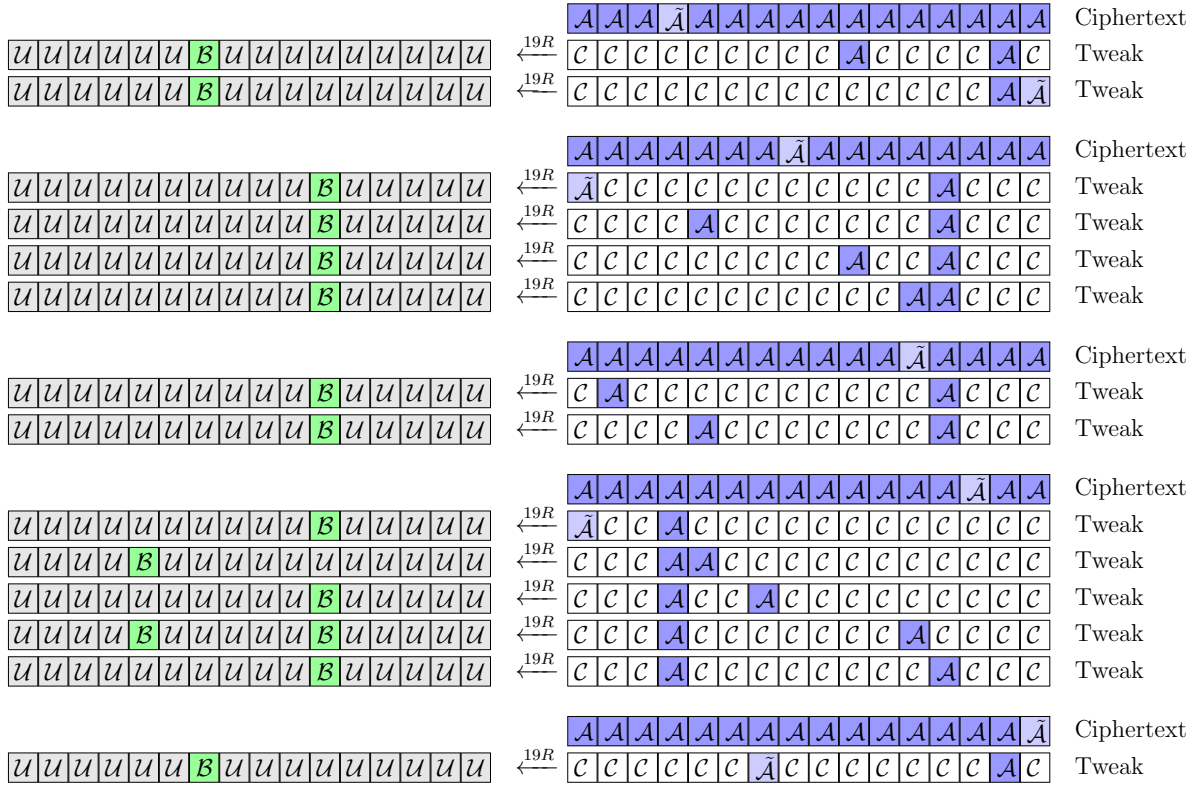 𝒜 𝒜 𝒜 𝒜̃ 𝒜 𝒜 𝒜 𝒜 𝒜 𝒜 𝒜 𝒜 𝒜 𝒜 𝒜 𝒜 Ciphertext
𝒰 𝒰 𝒰 𝒰 𝒰 𝒰 ℬ 𝒰 𝒰 𝒰 𝒰 𝒰 𝒰 𝒰 𝒰 𝒰 ←19R 𝒞 𝒞 𝒞 𝒞 𝒞 𝒞 𝒞 𝒞 𝒞 𝒜 𝒞 𝒞 𝒞 𝒞 𝒜 𝒞 Tweak
𝒰 𝒰 𝒰 𝒰 𝒰 𝒰 ℬ 𝒰 𝒰 𝒰 𝒰 𝒰 𝒰 𝒰 𝒰 𝒰 ←19R 𝒞 𝒞 𝒞 𝒞 𝒞 𝒞 𝒞 𝒞 𝒞 𝒞 𝒞 𝒞 𝒞 𝒞 𝒜 𝒜̃ Tweak
𝒜 𝒜 𝒜 𝒜 𝒜 𝒜 𝒜 𝒜̃ 𝒜 𝒜 𝒜 𝒜 𝒜 𝒜 𝒜 𝒜 Ciphertext
𝒰 𝒰 𝒰 𝒰 𝒰 𝒰 𝒰 𝒰 𝒰 𝒰 ℬ 𝒰 𝒰 𝒰 𝒰 𝒰 ←19R 𝒜̃ 𝒞 𝒞 𝒞 𝒞 𝒞 𝒞 𝒞 𝒞 𝒞 𝒞 𝒞 𝒜 𝒞 𝒞 𝒞 Tweak
𝒰 𝒰 𝒰 𝒰 𝒰 𝒰 𝒰 𝒰 𝒰 𝒰 ℬ 𝒰 𝒰 𝒰 𝒰 𝒰 ←19R 𝒞 𝒞 𝒞 𝒞 𝒜 𝒞 𝒞 𝒞 𝒞 𝒞 𝒞 𝒞 𝒜 𝒞 𝒞 𝒞 Tweak
𝒰 𝒰 𝒰 𝒰 𝒰 𝒰 𝒰 𝒰 𝒰 𝒰 ℬ 𝒰 𝒰 𝒰 𝒰 𝒰 ←19R 𝒞 𝒞 𝒞 𝒞 𝒞 𝒞 𝒞 𝒞 𝒞 𝒜 𝒞 𝒞 𝒜 𝒞 𝒞 𝒞 Tweak
𝒰 𝒰 𝒰 𝒰 𝒰 𝒰 𝒰 𝒰 𝒰 𝒰 ℬ 𝒰 𝒰 𝒰 𝒰 𝒰 ←19R 𝒞 𝒞 𝒞 𝒞 𝒞 𝒞 𝒞 𝒞 𝒞 𝒞 𝒞 𝒜 𝒜 𝒞 𝒞 𝒞 Tweak
𝒜 𝒜 𝒜 𝒜 𝒜 𝒜 𝒜 𝒜 𝒜 𝒜 𝒜 𝒜̃ 𝒜 𝒜 𝒜 𝒜 Ciphertext
𝒰 𝒰 𝒰 𝒰 𝒰 𝒰 𝒰 𝒰 𝒰 𝒰 ℬ 𝒰 𝒰 𝒰 𝒰 𝒰 ←19R 𝒞 𝒜 𝒞 𝒞 𝒞 𝒞 𝒞 𝒞 𝒞 𝒞 𝒞 𝒞 𝒜 𝒞 𝒞 𝒞 Tweak
𝒰 𝒰 𝒰 𝒰 𝒰 𝒰 𝒰 𝒰 𝒰 𝒰 ℬ 𝒰 𝒰 𝒰 𝒰 𝒰 ←19R 𝒞 𝒞 𝒞 𝒞 𝒜 𝒞 𝒞 𝒞 𝒞 𝒞 𝒞 𝒞 𝒜 𝒞 𝒞 𝒞 Tweak
𝒜 𝒜 𝒜 𝒜 𝒜 𝒜 𝒜 𝒜 𝒜 𝒜 𝒜 𝒜 𝒜 𝒜̃ 𝒜 𝒜 Ciphertext
𝒰 𝒰 𝒰 𝒰 𝒰 𝒰 𝒰 𝒰 𝒰 𝒰 ℬ 𝒰 𝒰 𝒰 𝒰 𝒰 ←19R 𝒜̃ 𝒞 𝒞 𝒜 𝒞 𝒞 𝒞 𝒞 𝒞 𝒞 𝒞 𝒞 𝒞 𝒞 𝒞 𝒞 Tweak
𝒰 𝒰 𝒰 𝒰 ℬ 𝒰 𝒰 𝒰 𝒰 𝒰 𝒰 𝒰 𝒰 𝒰 𝒰 𝒰 ←19R 𝒞 𝒞 𝒞 𝒜 𝒜 𝒞 𝒞 𝒞 𝒞 𝒞 𝒞 𝒞 𝒞 𝒞 𝒞 𝒞 Tweak
𝒰 𝒰 𝒰 𝒰 𝒰 𝒰 𝒰 𝒰 𝒰 𝒰 ℬ 𝒰 𝒰 𝒰 𝒰 𝒰 ←19R 𝒞 𝒞 𝒞 𝒜 𝒞 𝒞 𝒜 𝒞 𝒞 𝒞 𝒞 𝒞 𝒞 𝒞 𝒞 𝒞 Tweak
𝒰 𝒰 𝒰 𝒰 ℬ 𝒰 𝒰 𝒰 𝒰 𝒰 ℬ 𝒰 𝒰 𝒰 𝒰 𝒰 ←19R 𝒞 𝒞 𝒞 𝒜 𝒞 𝒞 𝒞 𝒞 𝒞 𝒞 𝒞 𝒜 𝒞 𝒞 𝒞 𝒞 Tweak
𝒰 𝒰 𝒰 𝒰 𝒰 𝒰 𝒰 𝒰 𝒰 𝒰 ℬ 𝒰 𝒰 𝒰 𝒰 𝒰 ←19R 𝒞 𝒞 𝒞 𝒜 𝒞 𝒞 𝒞 𝒞 𝒞 𝒞 𝒞 𝒞 𝒜 𝒞 𝒞 𝒞 Tweak
𝒜 𝒜 𝒜 𝒜 𝒜 𝒜 𝒜 𝒜 𝒜 𝒜 𝒜 𝒜 𝒜 𝒜 𝒜 𝒜̃ Ciphertext
𝒰 𝒰 𝒰 𝒰 𝒰 𝒰 ℬ 𝒰 𝒰 𝒰 𝒰 𝒰 𝒰 𝒰 𝒰 𝒰 ←19R 𝒞 𝒞 𝒞 𝒞 𝒞 𝒞 𝒜̃ 𝒞 𝒞 𝒞 𝒞 𝒞 𝒞 𝒞 𝒜 𝒞 Tweak